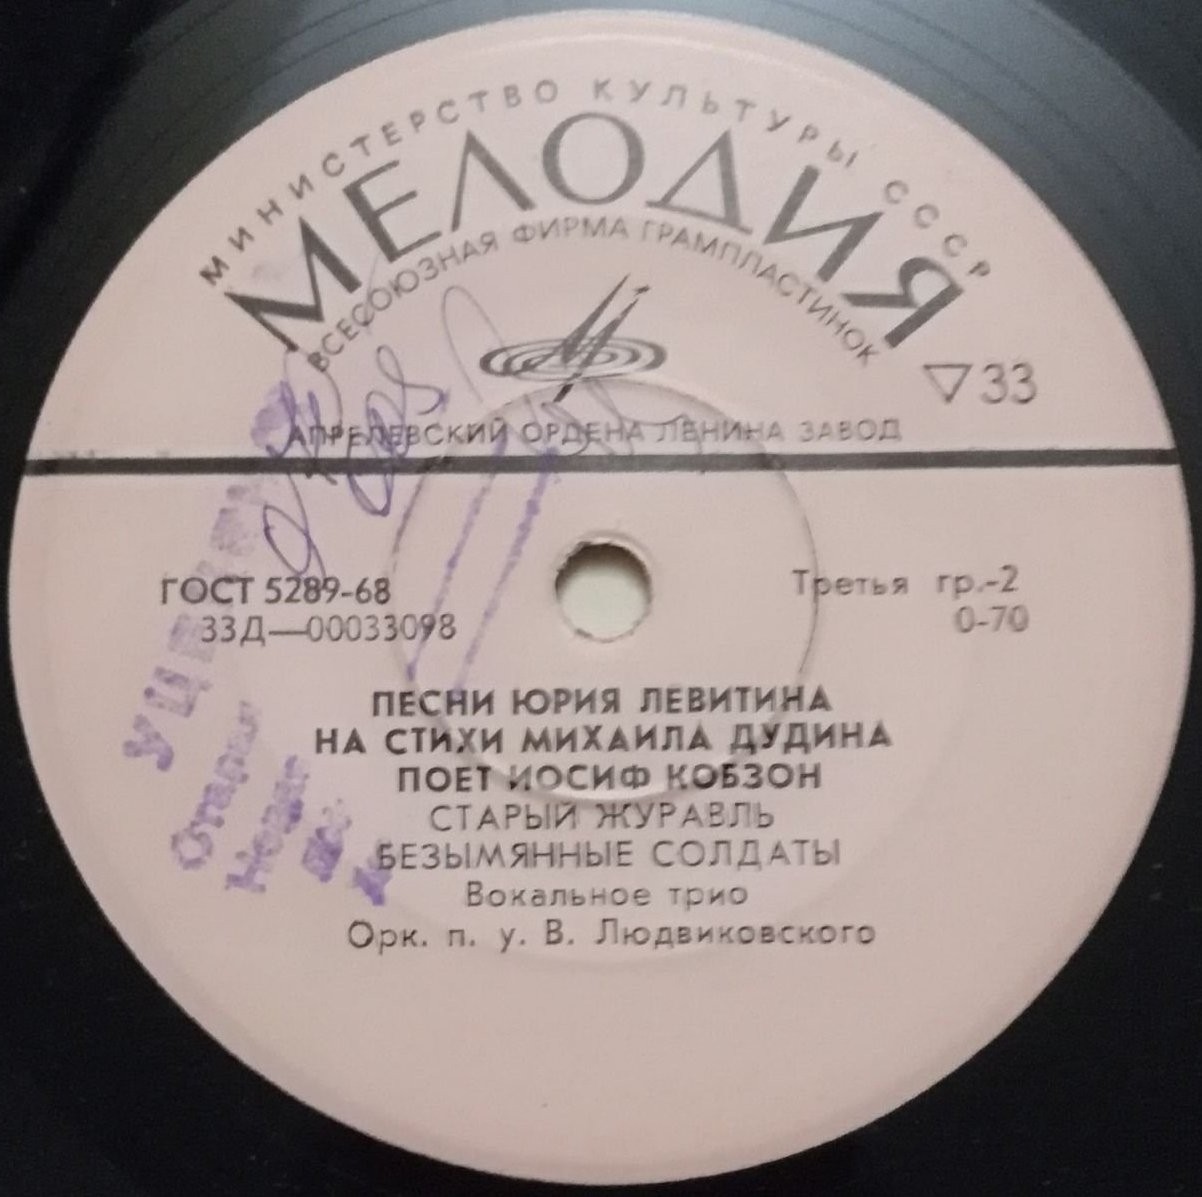 МИНИСТЕРСТВО КУЛЬТУРЫ СССР
МЕЛОДИЯ
ВСЕСОЮЗНАЯ ФИРМА ГРАМПЛАСТИНОК
▽33
АПРЕЛЕВСКИЙ ОРДЕНА ЛЕНИНА ЗАВОД
ГОСТ 5289-68
33Д—00033098
Третья гр.-2
0-70
ПЕСНИ ЮРИЯ ЛЕВИТИНА
НА СТИХИ МИХАИЛА ДУДИНА
ПОЕТ ИОСИФ КОБЗОН
СТАРЫЙ ЖУРАВЛЬ
БЕЗЫМЯННЫЕ СОЛДАТЫ
Вокальное трио
Орк. п. у. В. Людвиковского